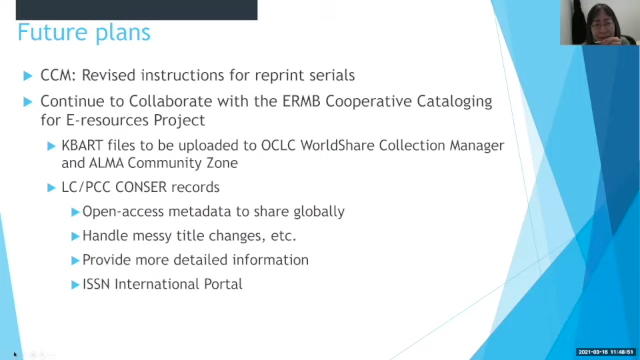 Future plans
CCM: Revised instructions for reprint serials
Continue to Collaborate with the ERMB Cooperative Cataloging
for E-resources Project
KBART files to be uploaded to OCLC WorldShare Collection Manager
and ALMA Community Zone
LC/PCC CONSER records
Open-access metadata to share globally
Handle messy title changes, etc.
Provide more detailed information
ISSN International Portal
2021-03-16 11:48:51